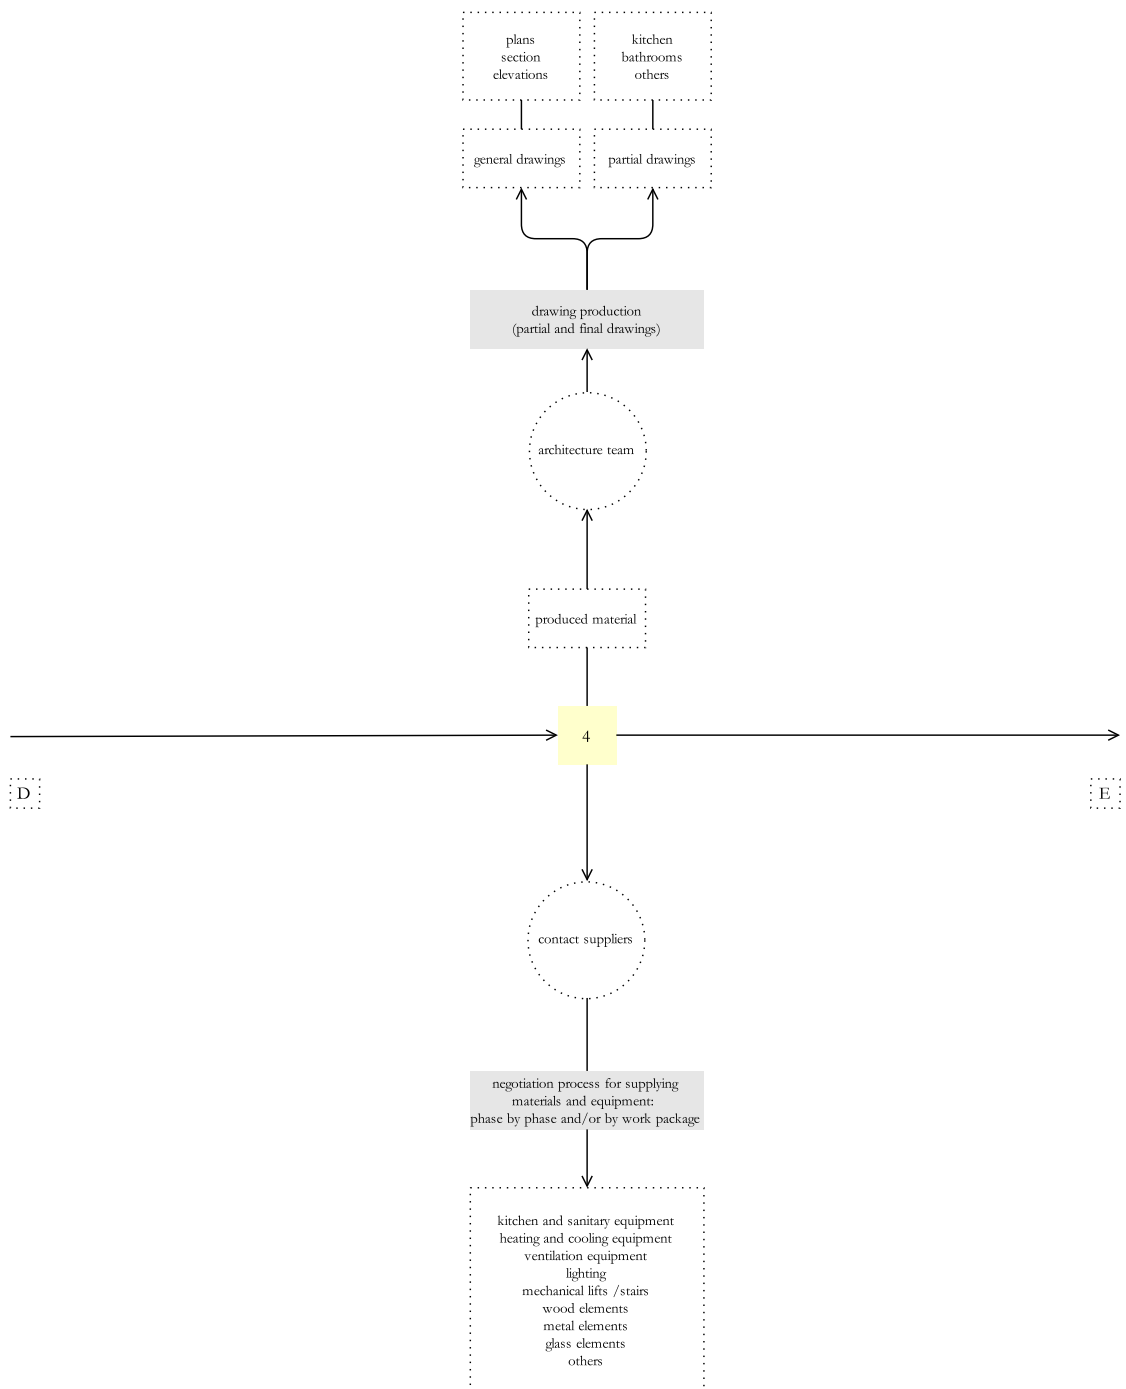 plans
section
elevations
kitchen
bathrooms
others
general drawings
partial drawings
drawing production
(partial and final drawings)
architecture team
produced material
4
D
E
contact suppliers
negotiation process for supplying
materials and equipment:
phase by phase and/or by work package
kitchen and sanitary equipment
heating and cooling equipment
ventilation equipment
lighting
mechanical lifts /stairs
wood elements
metal elements
glass elements
others